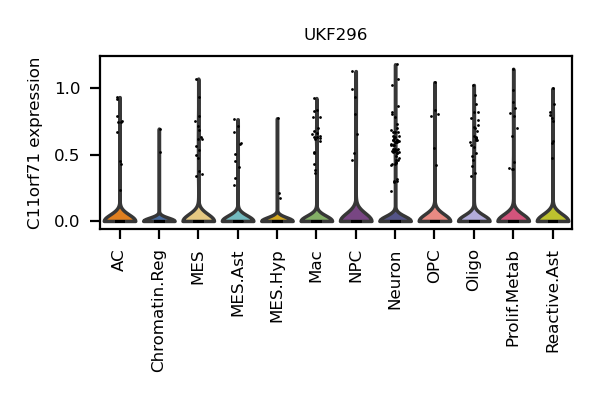 UKF296
C11orf71 expression
1.0
0.5
0.0
AC
Chromatin.Reg
MES
MES.Ast
MES.Hyp
Mac
NPC
Neuron
OPC
Oligo
Prolif.Metab
Reactive.Ast